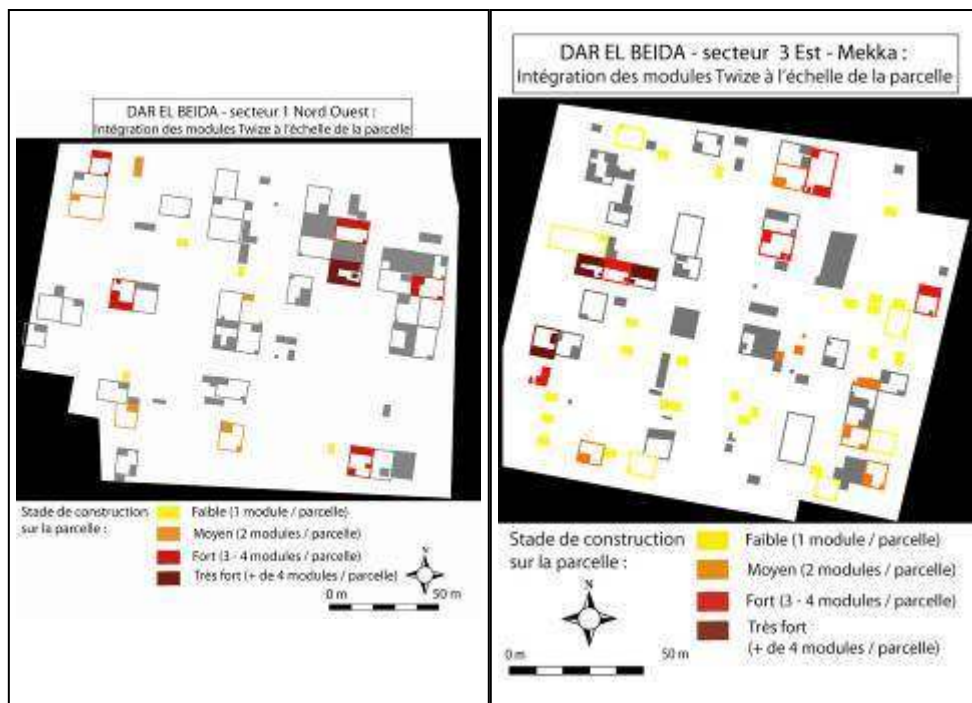 DAR EL BEIDA - secteur 1 Nord Ouest :
Intégration des modules Twize à l'échelle de la parcelle
Stade de construction
sur la parcelle :
Faible (1 module / parcelle)
Moyen (2 modules / parcelle)
Fort (3 - 4 modules / parcelle)
Très fort (+ de 4 modules / parcelle)
N
0 m 50 m
DAR EL BEIDA - secteur 3 Est - Mekka :
Intégration des modules Twize à l'échelle de la parcelle
Stade de construction
sur la parcelle :
Faible (1 module / parcelle)
Moyen (2 modules / parcelle)
Fort (3 - 4 modules / parcelle)
Très fort
(+ de 4 modules / parcelle)
N
0 m 50 m